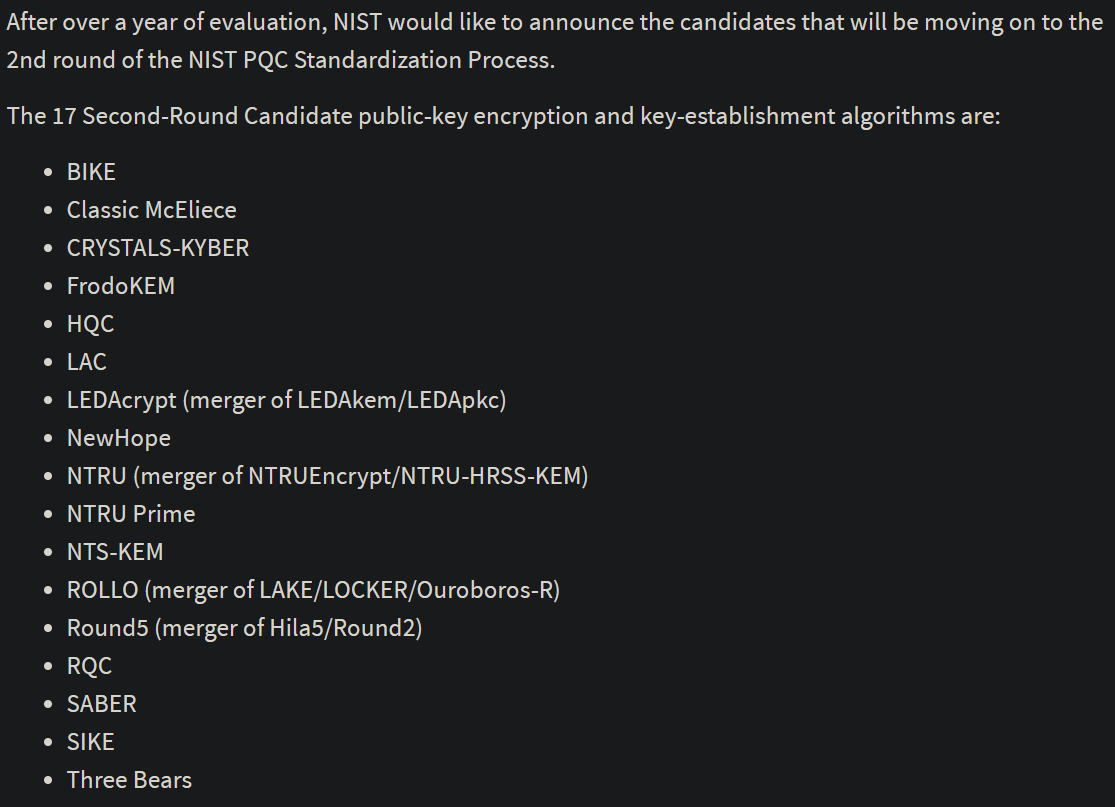 After over a year of evaluation, NIST would like to announce the candidates that will be moving on to the
2nd round of the NIST PQC Standardization Process.
The 17 Second-Round Candidate public-key encryption and key-establishment algorithms are:
• BIKE
• Classic McEliece
• CRYSTALS-KYBER
• FrodoKEM
• HQC
• LAC
• LEDAcrypt (merger of LEDAkem/LEDApkc)
• NewHope
• NTRU (merger of NTRUEncrypt/NTRU-HRSS-KEM)
• NTRU Prime
• NTS-KEM
• ROLLO (merger of LAKE/LOCKER/Ouroboros-R)
• Round5 (merger of Hila5/Round2)
• RQC
• SABER
• SIKE
• Three Bears